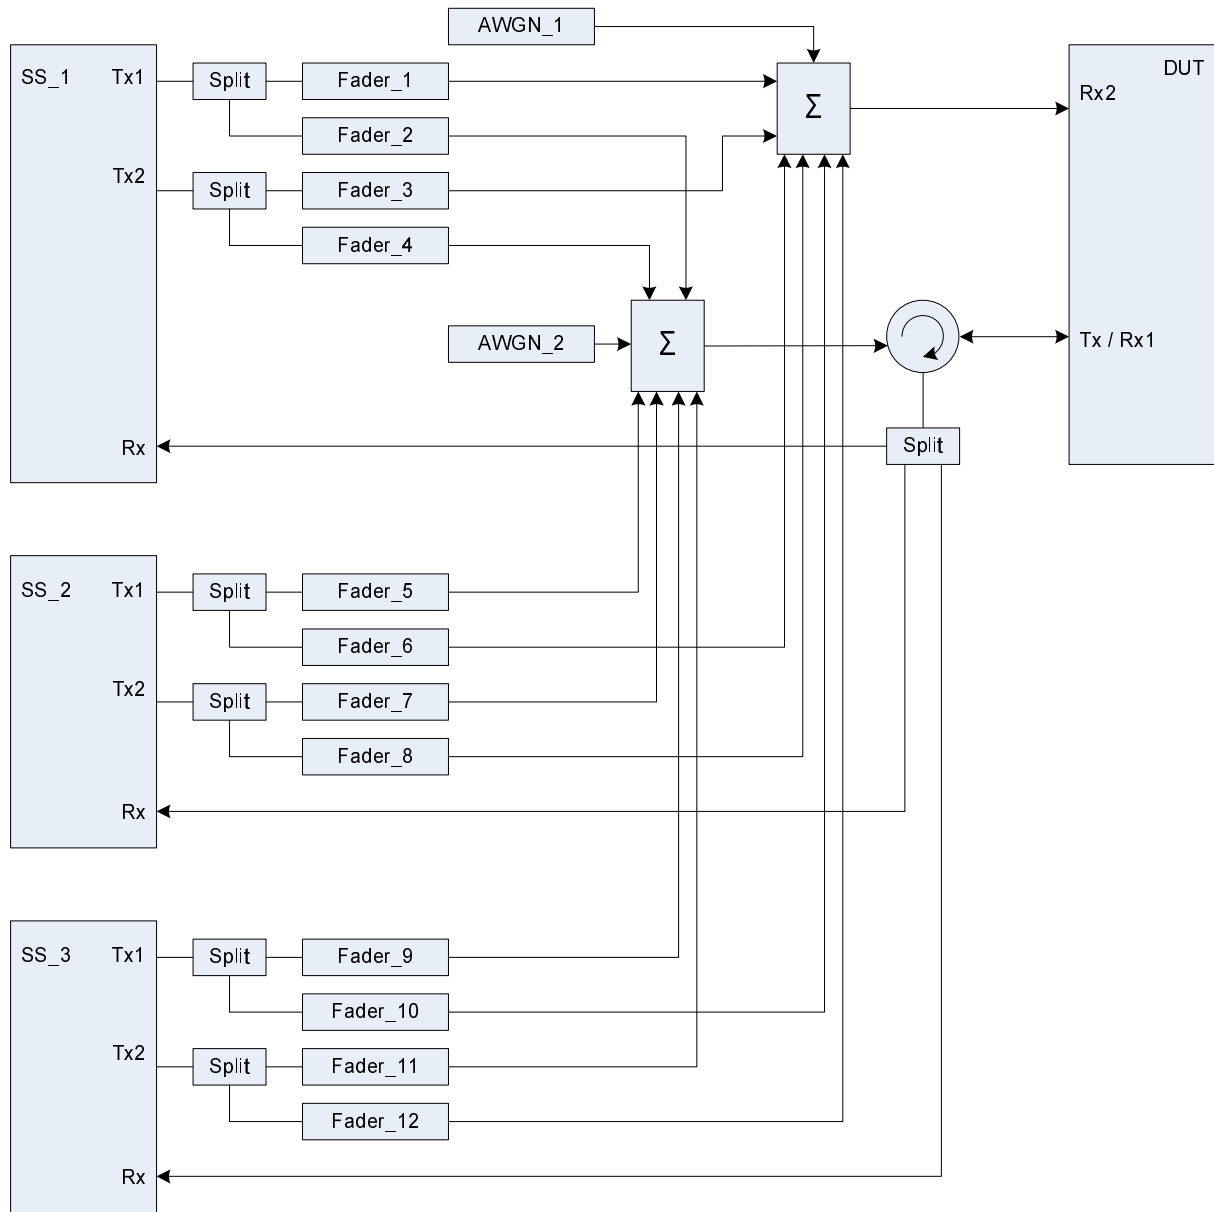 AWGN_1
SS_1
Tx1
Split
Fader_1
Σ
DUT
Rx2
Fader_2
Tx2
Split
Fader_3
Fader_4
AWGN_2
Σ
Tx / Rx1
Rx
Split
SS_2
Tx1
Split
Fader_5
Fader_6
Tx2
Split
Fader_7
Fader_8
Rx
SS_3
Tx1
Split
Fader_9
Fader_10
Tx2
Split
Fader_11
Fader_12
Rx